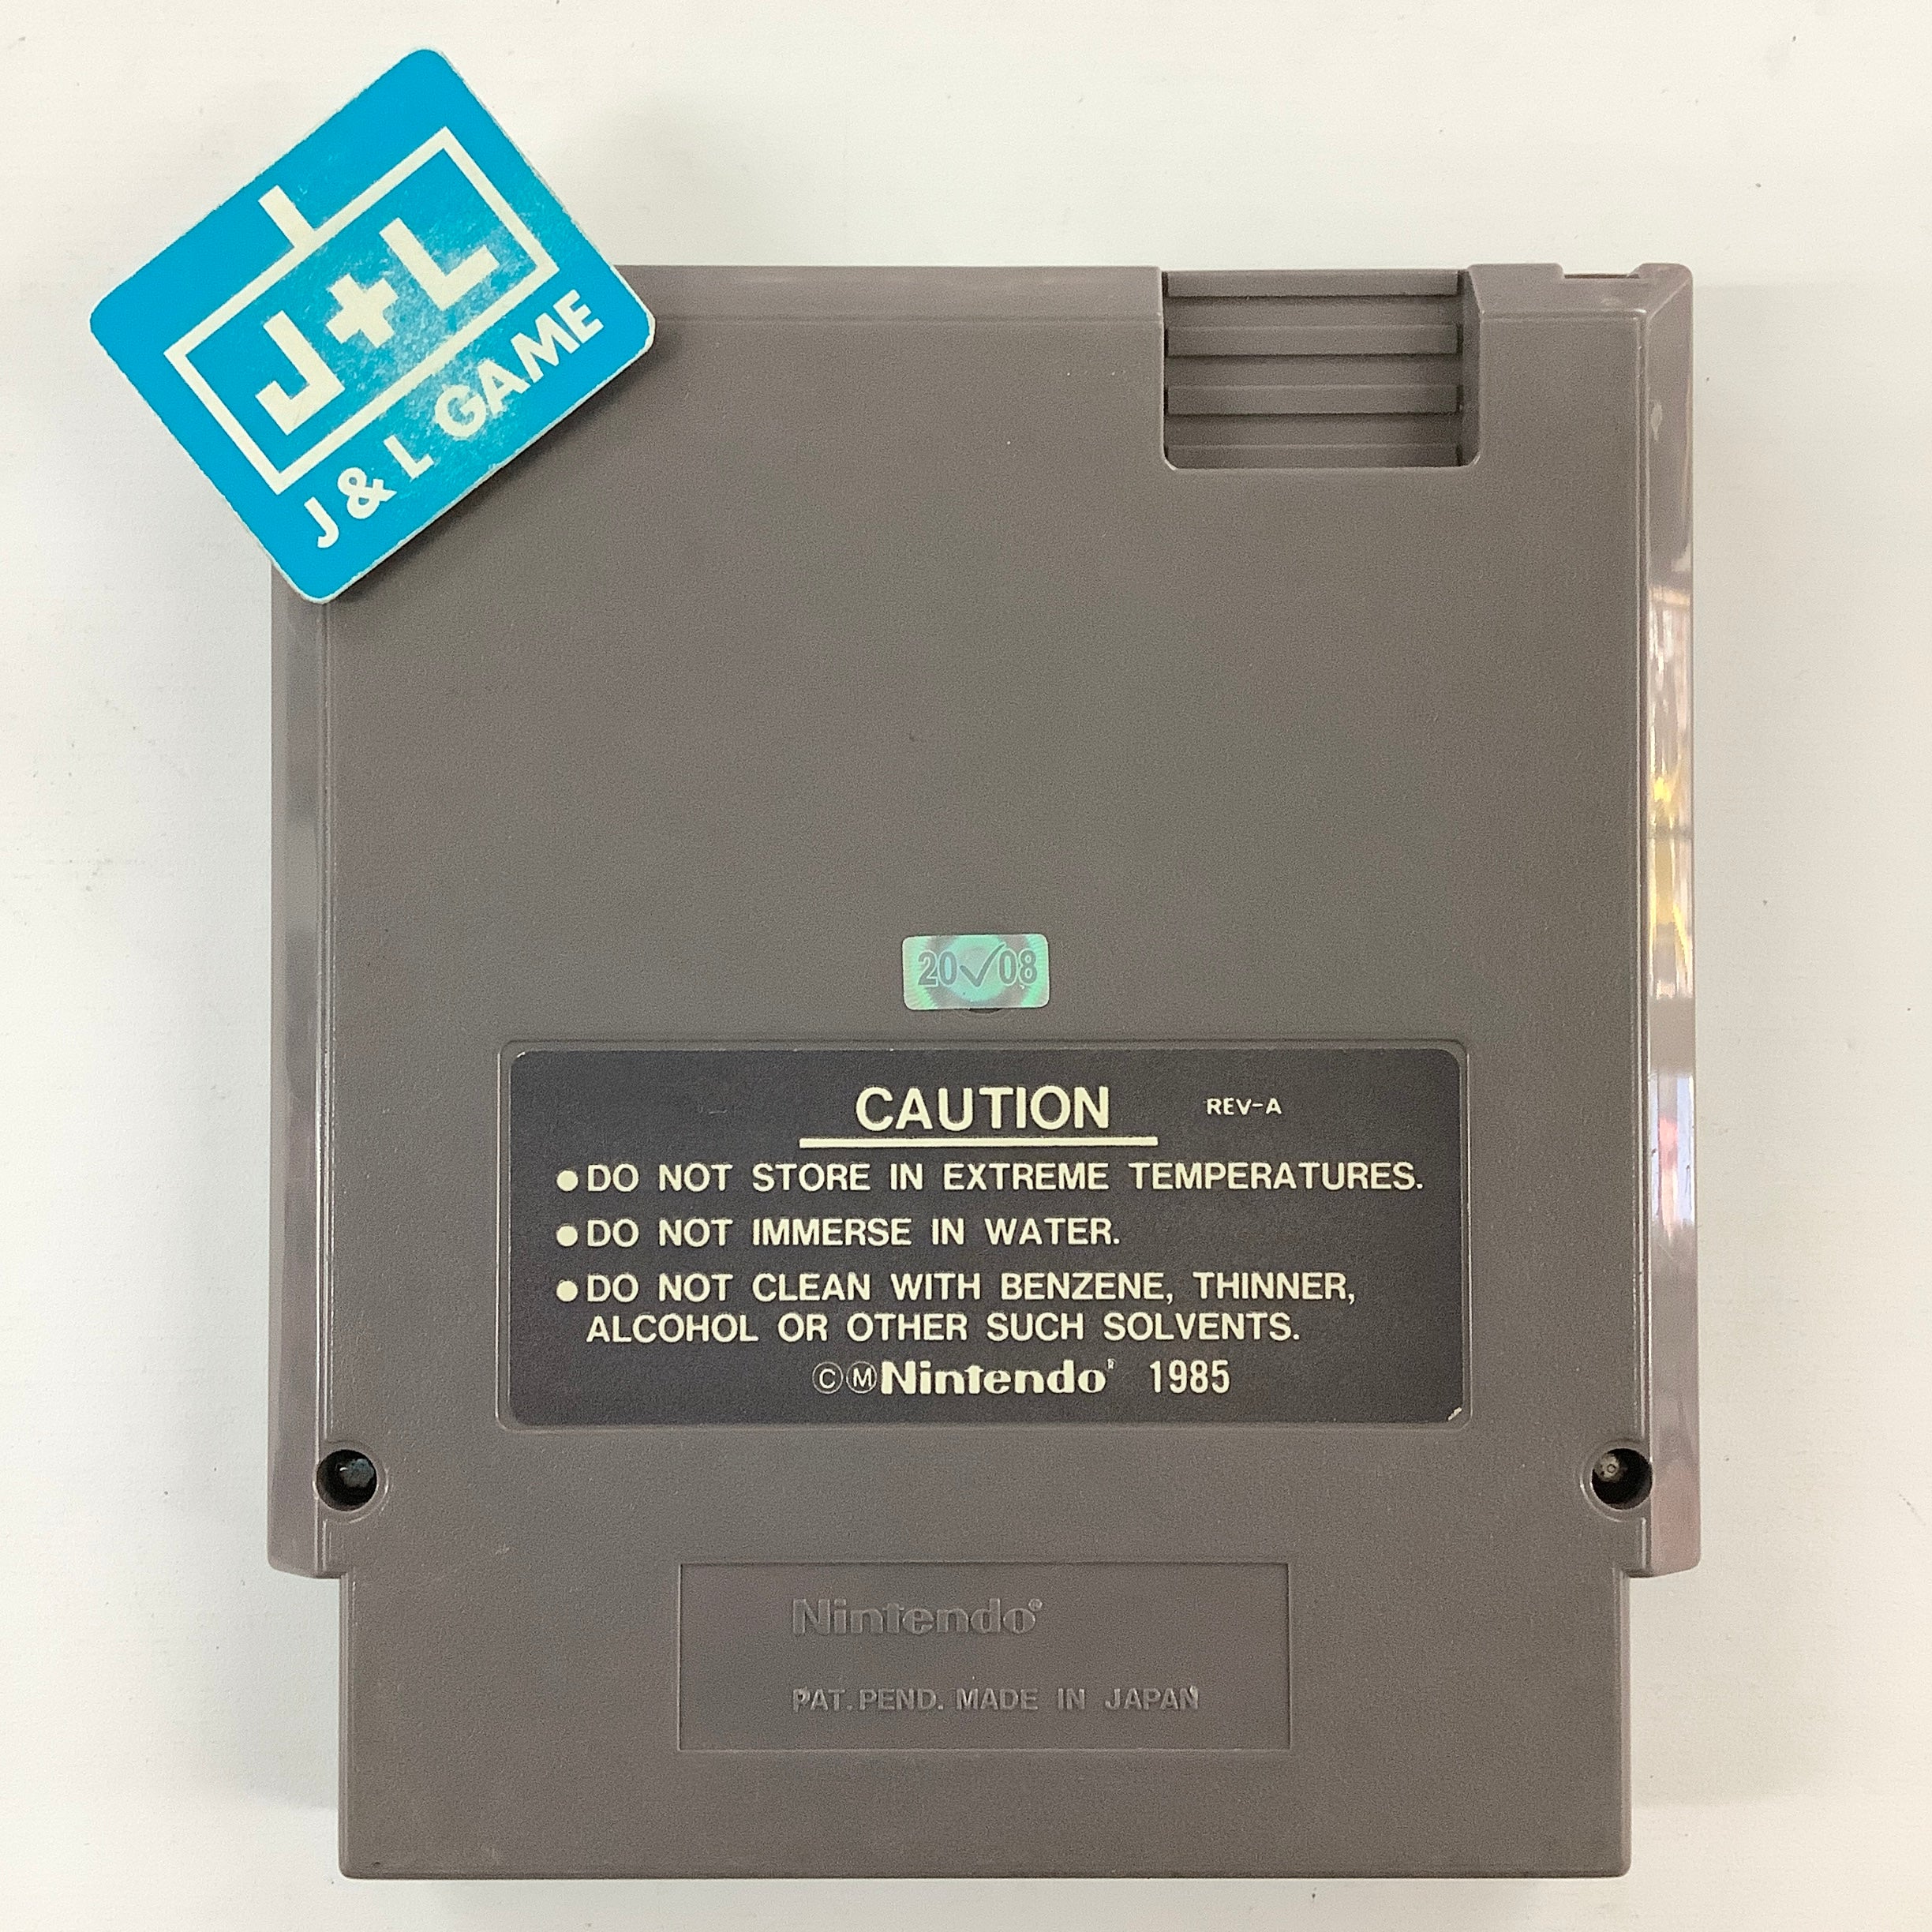 J+L
J & L GAME
20✓08
CAUTION REV-A
●DO NOT STORE IN EXTREME TEMPERATURES.
●DO NOT IMMERSE IN WATER.
●DO NOT CLEAN WITH BENZENE, THINNER,
ALCOHOL OR OTHER SUCH SOLVENTS.
ⒸⓂNintendo® 1985
Nintendo®
PAT. PEND. MADE IN JAPAN